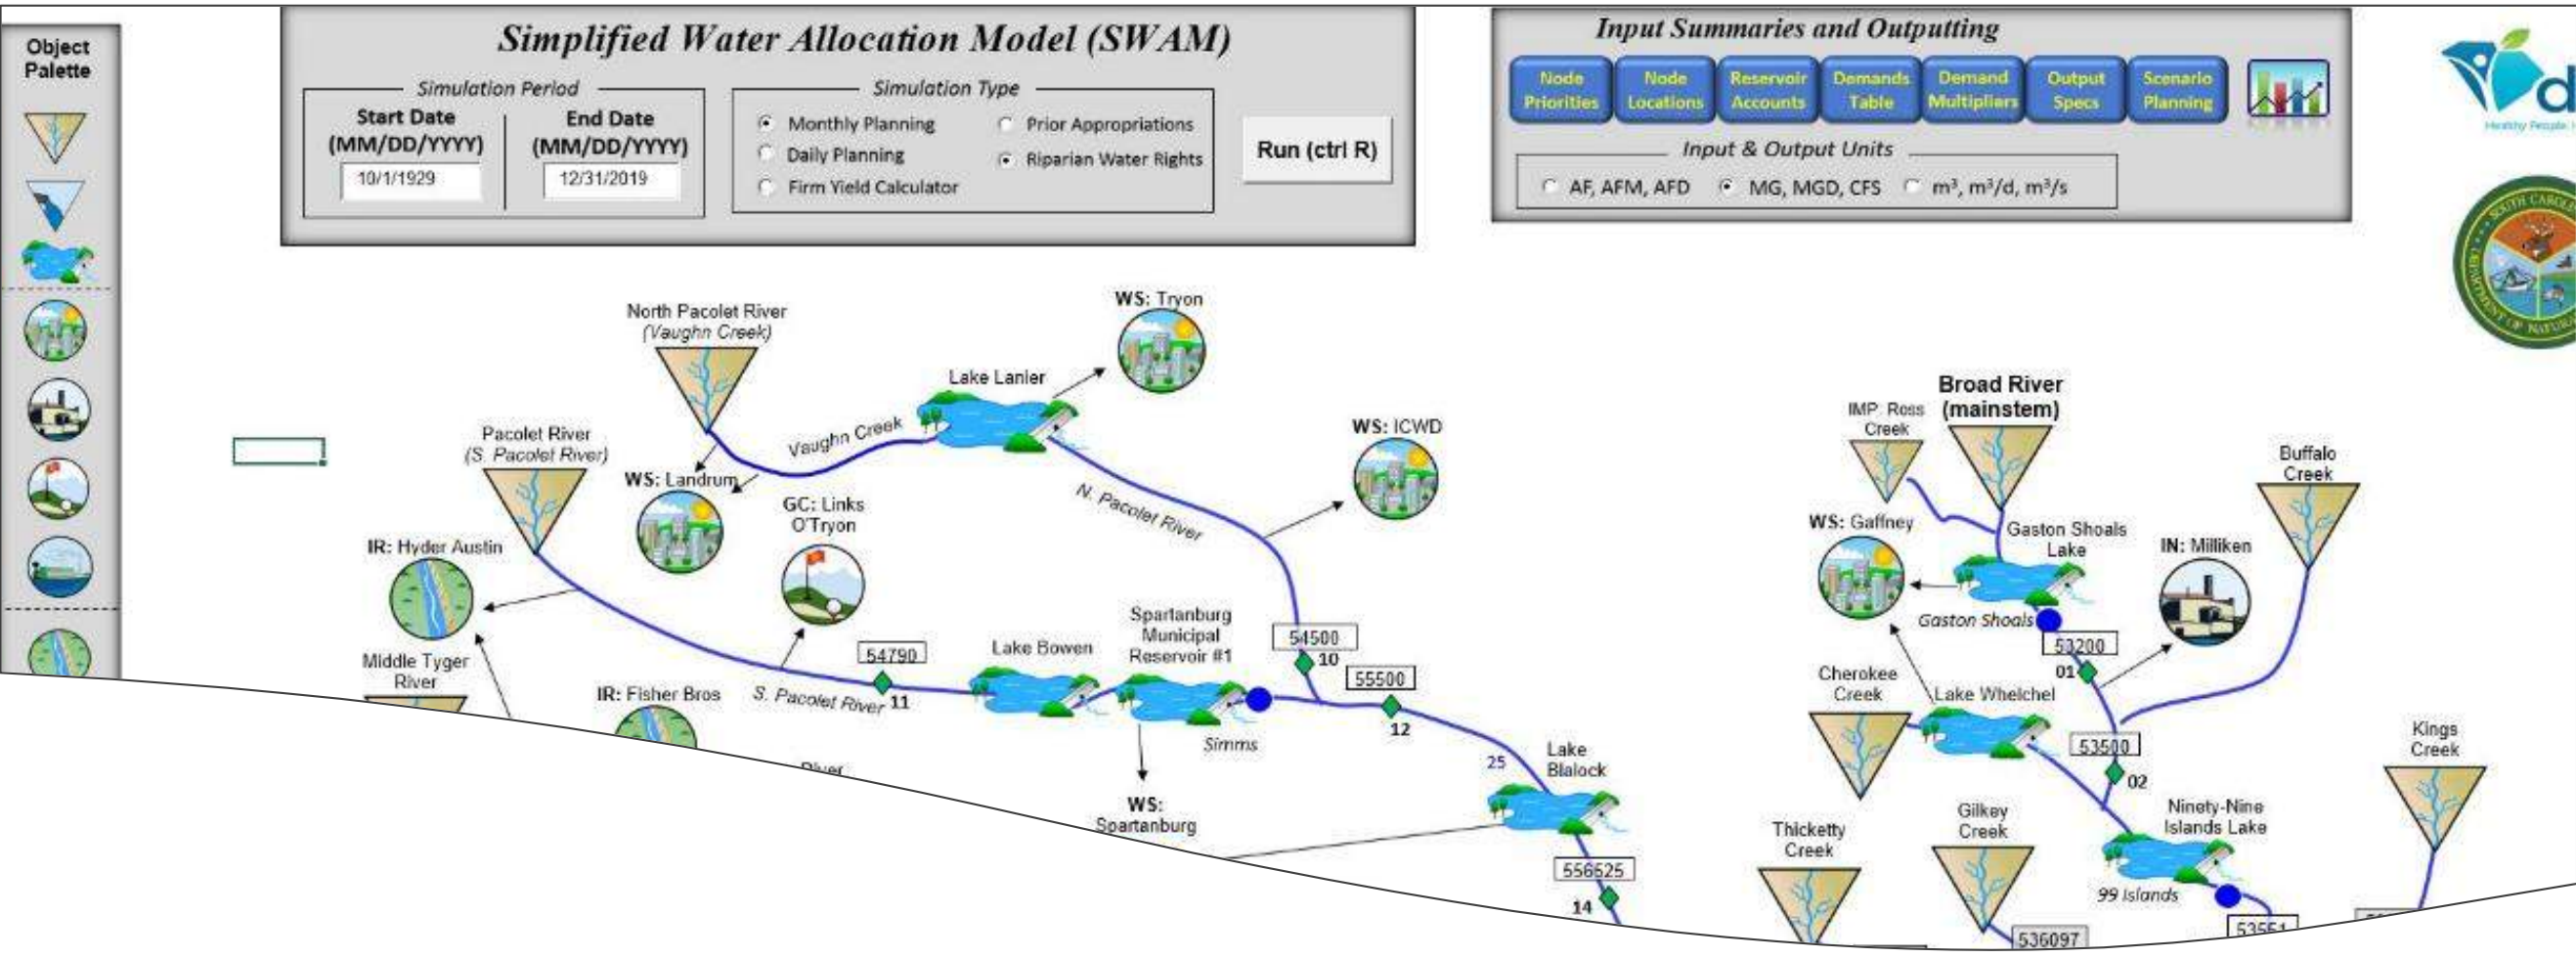 Object
Palette
Simplified Water Allocation Model (SWAM)
Simulation Period
Start Date
(MM/DD/YYYY)
10/1/1929
End Date
(MM/DD/YYYY)
12/31/2019
Simulation Type
Monthly Planning
Daily Planning
Firm Yield Calculator
Prior Appropriations
Riparian Water Rights
Run (ctrl R)
Input Summaries and Outputting
Node
Priorities
Node
Locations
Reservoir
Accounts
Demands
Table
Demand
Multipliers
Output
Specs
Scenario
Planning
Input & Output Units
AF, AFM, AFD
MG, MGD, CFS
m³, m³/d, m³/s
Healthy People.
SOUTH CAROLIN
North Pacolet River
(Vaughn Creek)
WS: Tryon
Lake Lanier
Vaughn Creek
Pacolet River
(S. Pacolet River)
WS: Landrum
GC: Links
O'Tryon
N. Pacolet River
WS: ICWD
IR: Hyder Austin
Middle Tyger
River
IR: Fisher Bros
S. Pacolet River
54790
11
Lake Bowen
Spartanburg
Municipal
Reservoir #1
Simms
WS:
Spartanburg
54500
10
55500
12
25
Lake
Blalock
556525
14
Broad River
(mainstem)
IMP: Ross
Creek
Buffalo
Creek
WS: Gaffney
Gaston Shoals
Lake
Gaston Shoals
IN: Milliken
53200
01
Cherokee
Creek
Lake Whelchel
53500
02
Kings
Creek
Ninety-Nine
Islands Lake
99 Islands
53551
Thicketty
Creek
Gilkey
Creek
536097